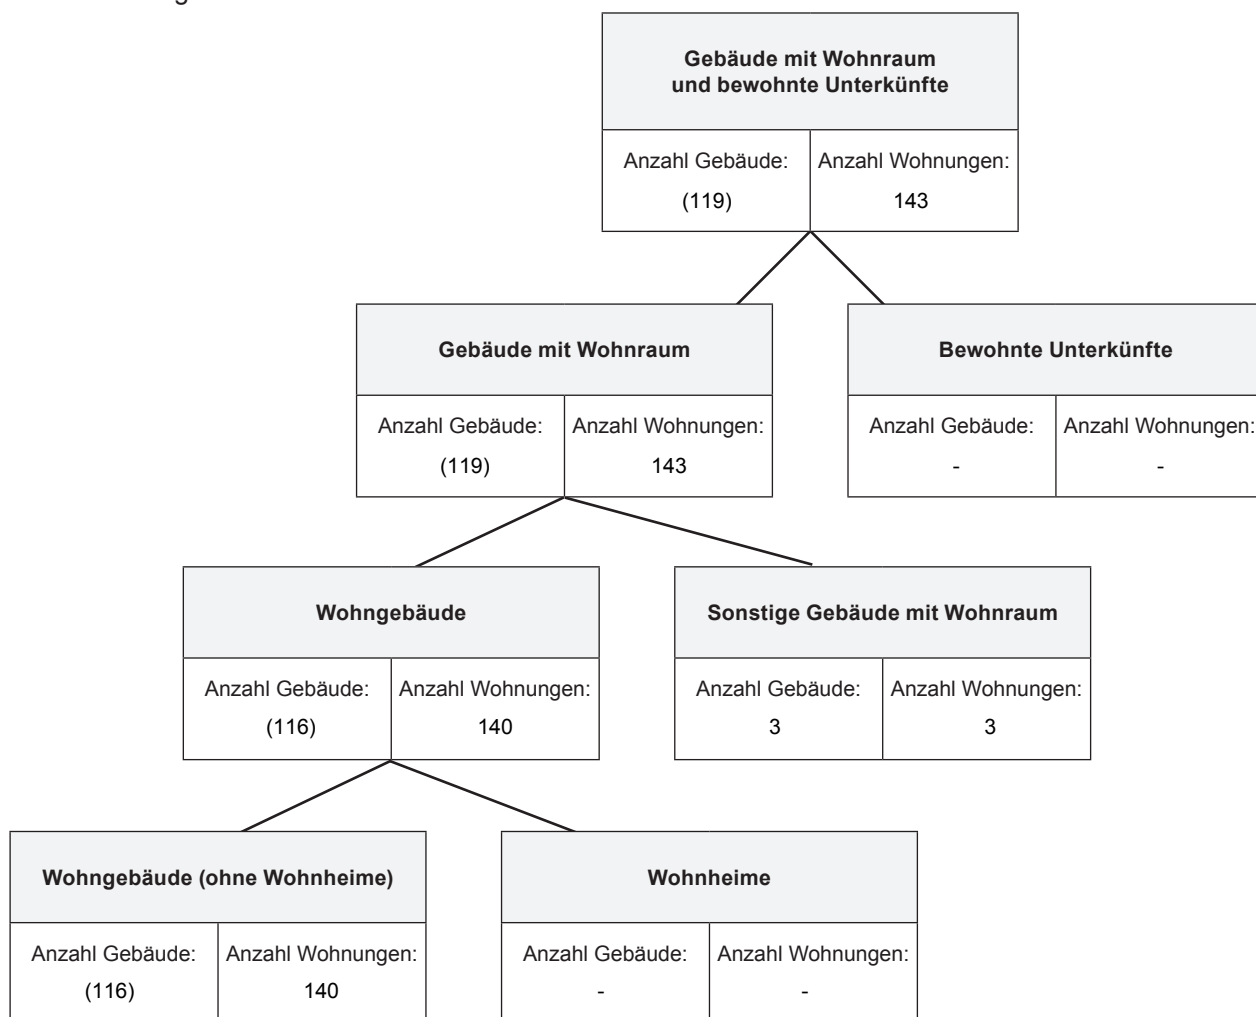 Gebäude mit Wohnraum
und bewohnte Unterkünfte
Anzahl Gebäude: Anzahl Wohnungen:
(119) 143
Gebäude mit Wohnraum
Anzahl Gebäude: Anzahl Wohnungen:
(119) 143
Bewohnte Unterkünfte
Anzahl Gebäude: Anzahl Wohnungen:
- -
Wohngebäude
Anzahl Gebäude: Anzahl Wohnungen:
(116) 140
Sonstige Gebäude mit Wohnraum
Anzahl Gebäude: Anzahl Wohnungen:
3 3
Wohngebäude (ohne Wohnheime)
Anzahl Gebäude: Anzahl Wohnungen:
(116) 140
Wohnheime
Anzahl Gebäude: Anzahl Wohnungen:
- -